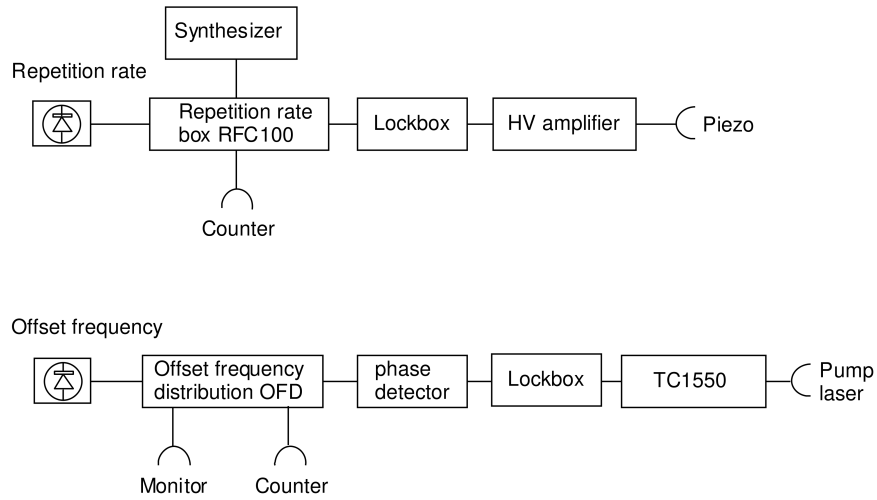 Synthesizer
Repetition rate
Repetition rate
box RFC100
Lockbox
HV amplifier
Piezo
Counter
Offset frequency
Offset frequency
distribution OFD
phase
detector
Lockbox
TC1550
Pump
laser
Monitor
Counter